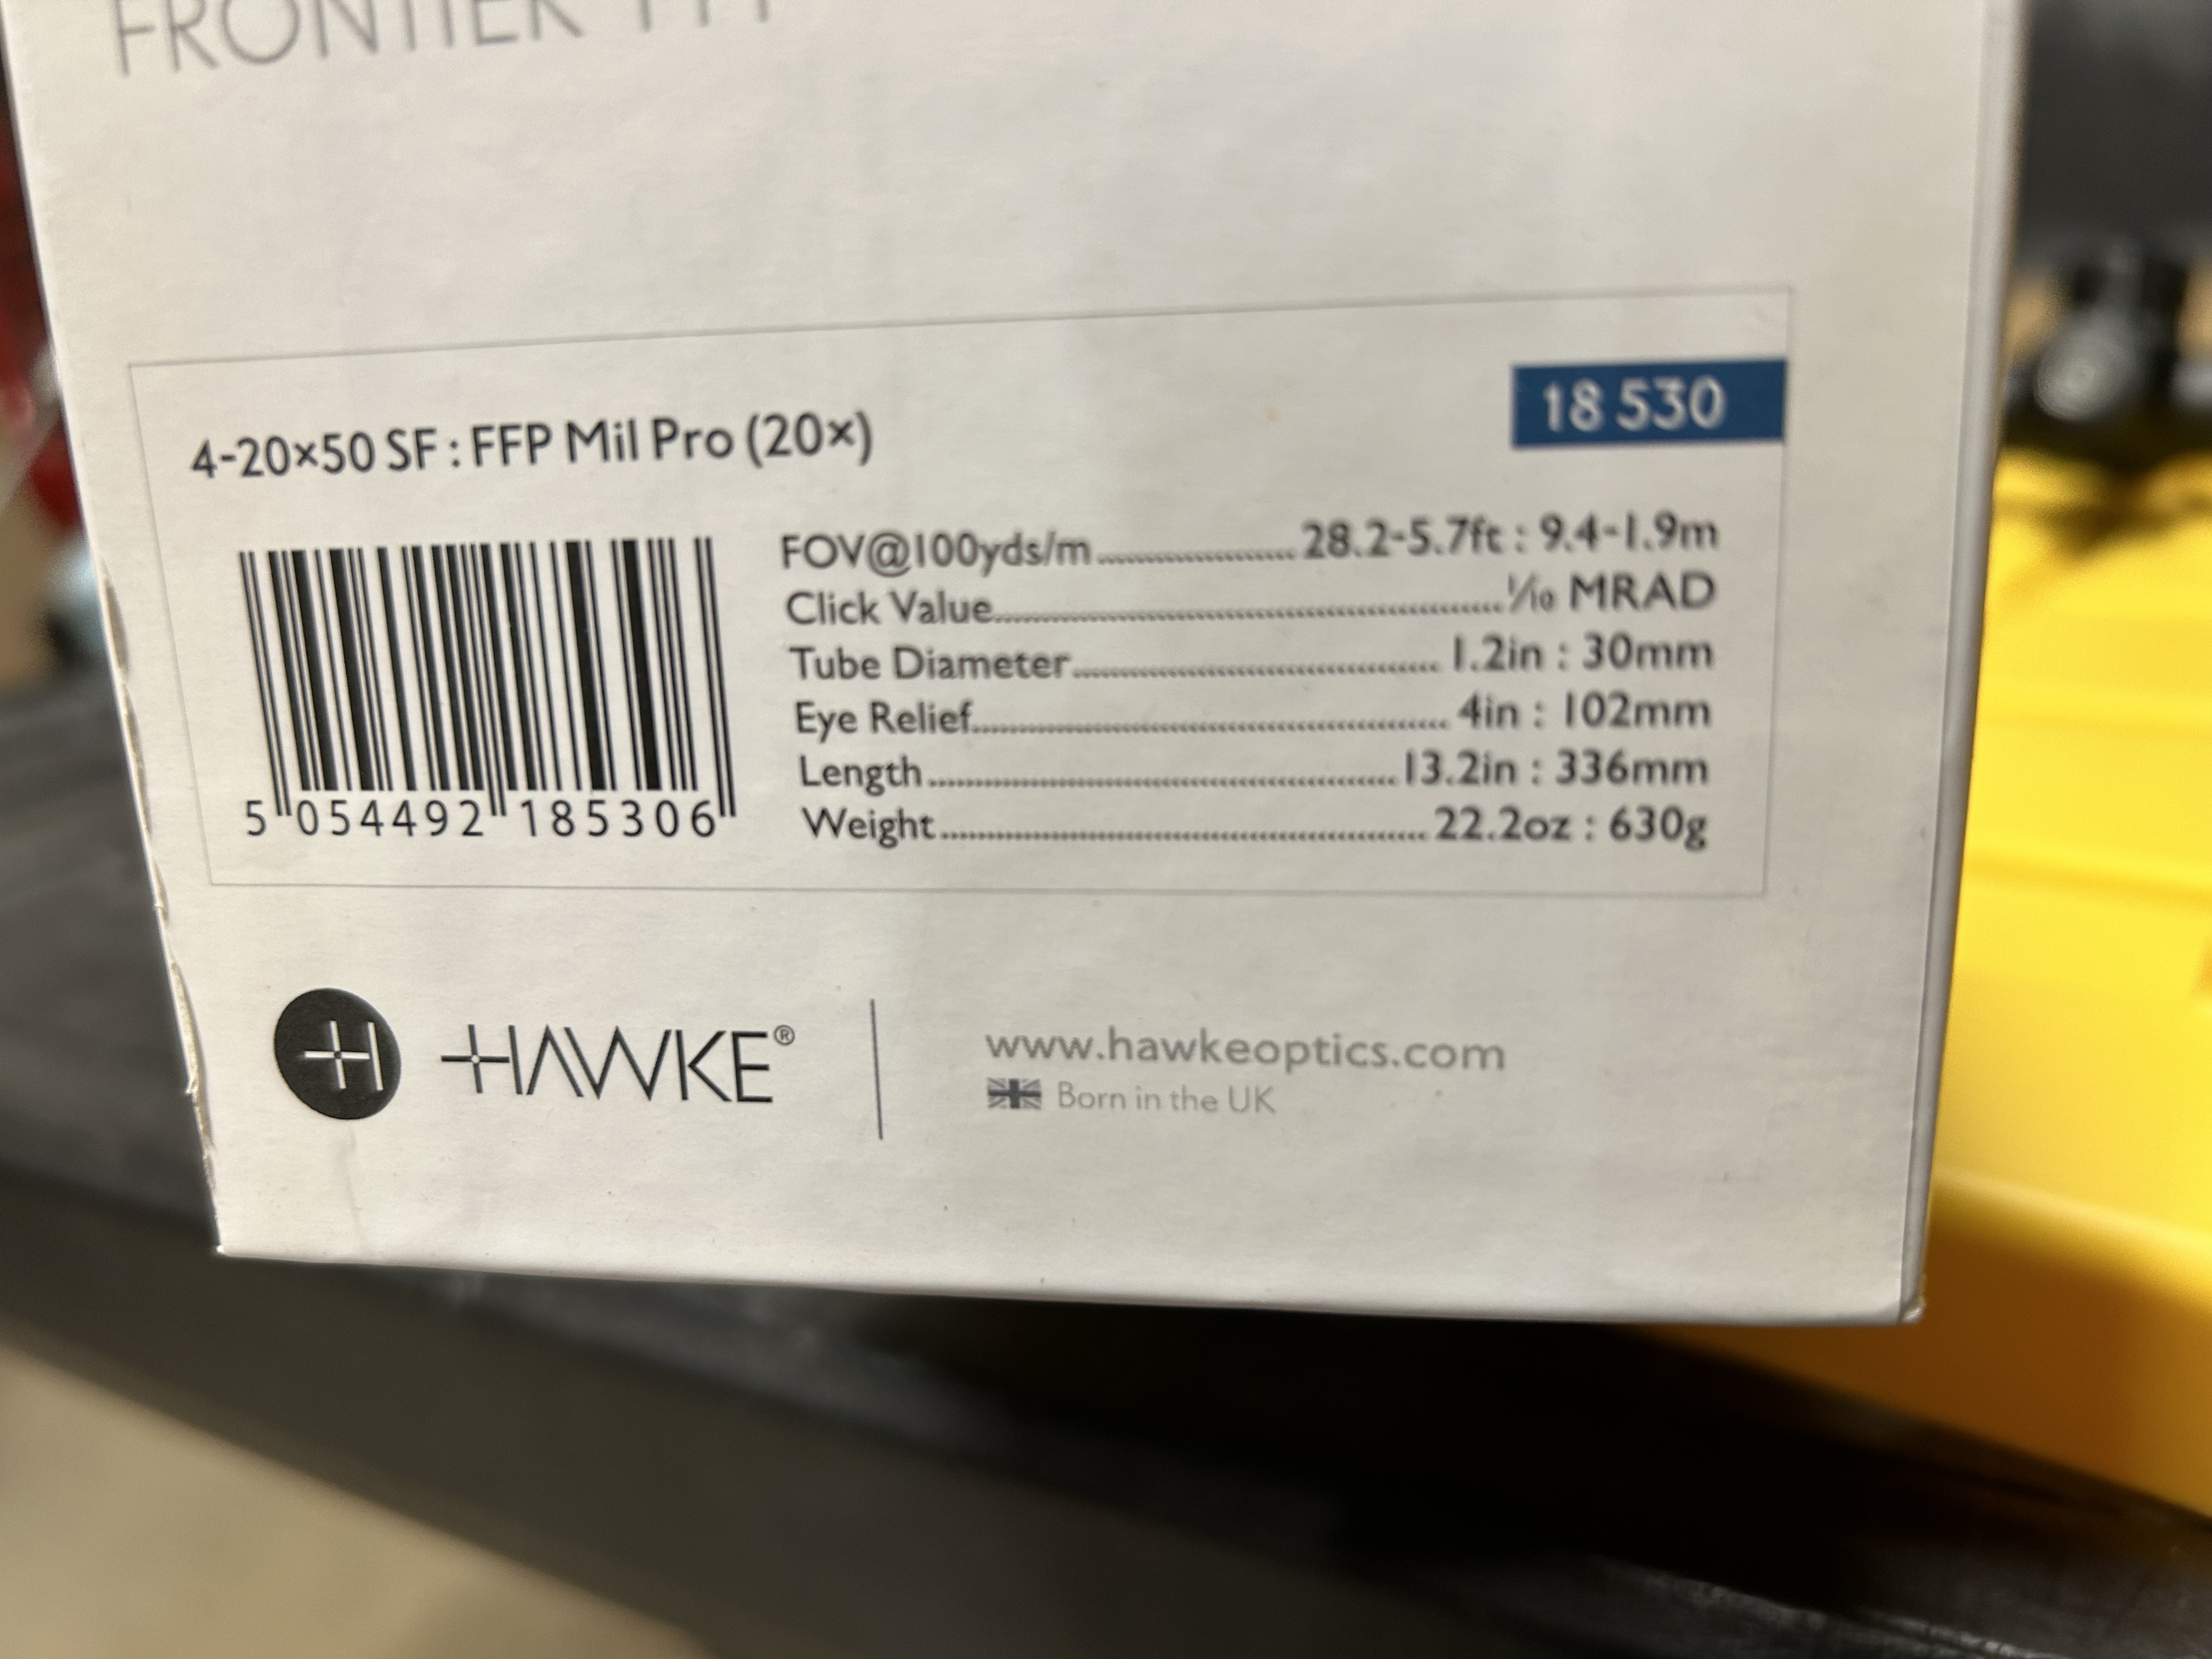 FRONTIER FFP
4-20×50 SF : FFP Mil Pro (20×)
18 530
FOV@100yds/m 28.2-5.7ft : 9.4-1.9m
Click Value 1/10 MRAD
Tube Diameter 1.2in : 30mm
Eye Relief 4in : 102mm
Length 13.2in : 336mm
Weight 22.2oz : 630g
5 054492 185306
H HAWKE®
www.hawkeoptics.com
Born in the UK